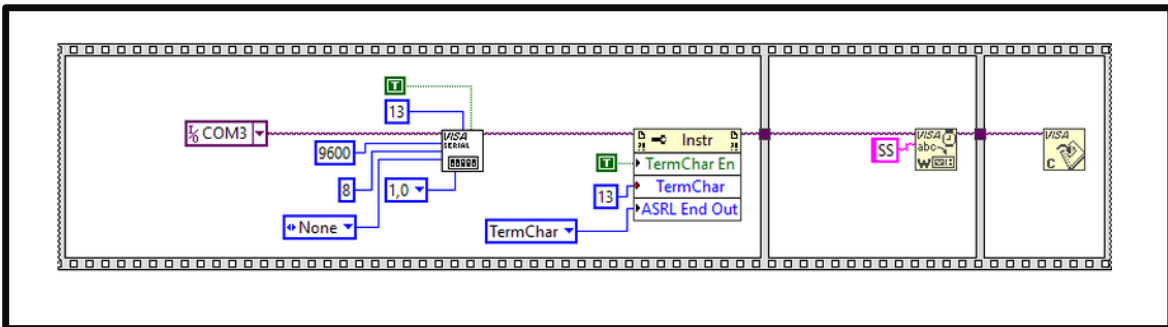 T
13
I/O COM3
VISA
SERIAL
9600
8
1,0
None
Instr
T
TermChar En
13
TermChar
TermChar
ASRL End Out
SS
VISA
abc
W
VISA
C